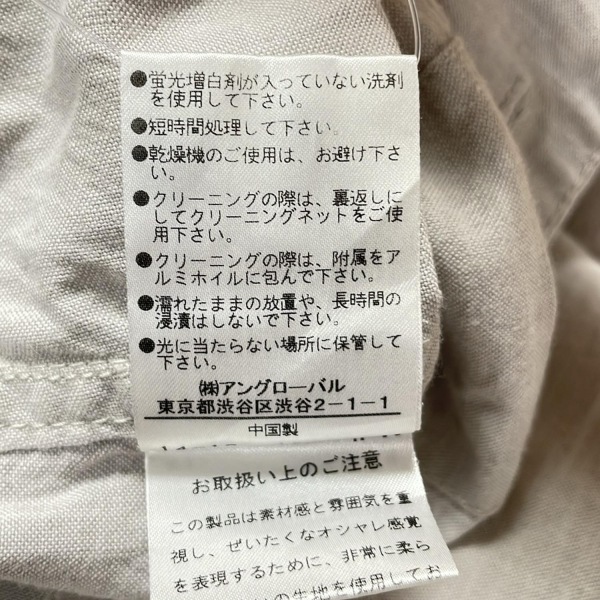 ●蛍光増白剤が入っていない洗剤
を使用して下さい。
●短時間処理して下さい。
●乾燥機のご使用は、お避け下さ
い。
●クリーニングの際は、裏返しに
してクリーニングネットをご使
用下さい。
●クリーニングの際は、附属をア
ルミホイルに包んで下さい。
●濡れたままの放置や、長時間の
浸漬はしないで下さい。
●光に当たらない場所に保管して
下さい。
㈱アングローバル
東京都渋谷区渋谷2-1-1
中国製
お取扱い上のご注意
この製品は素材感と雰囲気を重
視し、ぜいたくなオシャレ感覚
を表現するために、非常に柔ら
いの生地を使用してお